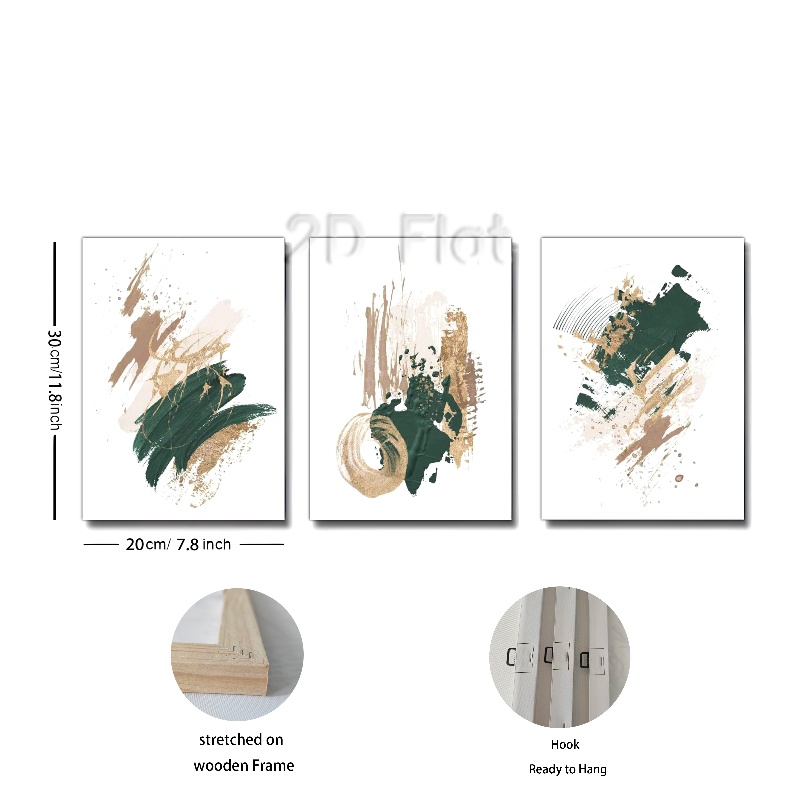 2D Flat
30cm/11.8inch
20cm/ 7.8 inch
stretched on
wooden Frame
Hook
Ready to Hang